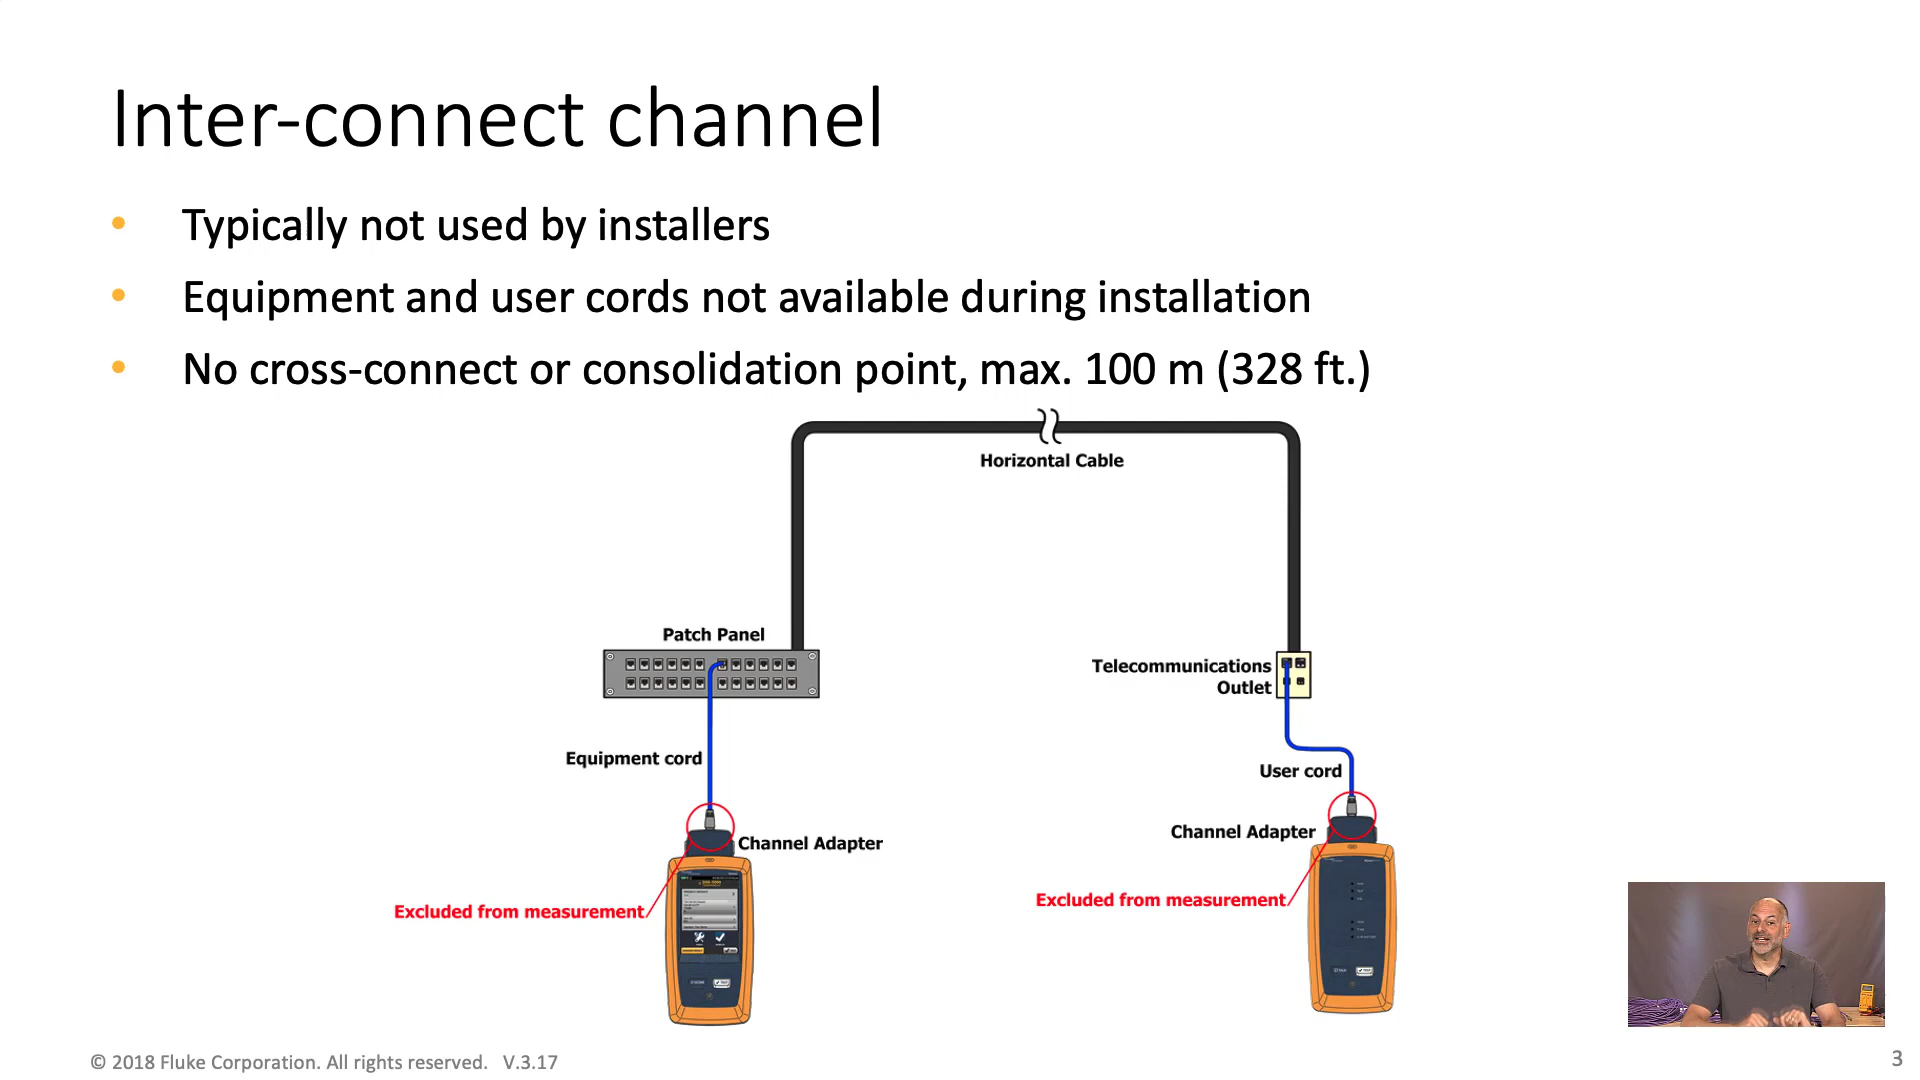 Inter-connect channel
• Typically not used by installers
• Equipment and user cords not available during installation
• No cross-connect or consolidation point, max. 100 m (328 ft.)
Horizontal Cable
Patch Panel
Telecommunications
Outlet
Equipment cord
User cord
Channel Adapter
Channel Adapter
Excluded from measurement
Excluded from measurement
© 2018 Fluke Corporation. All rights reserved. V.3.17
3